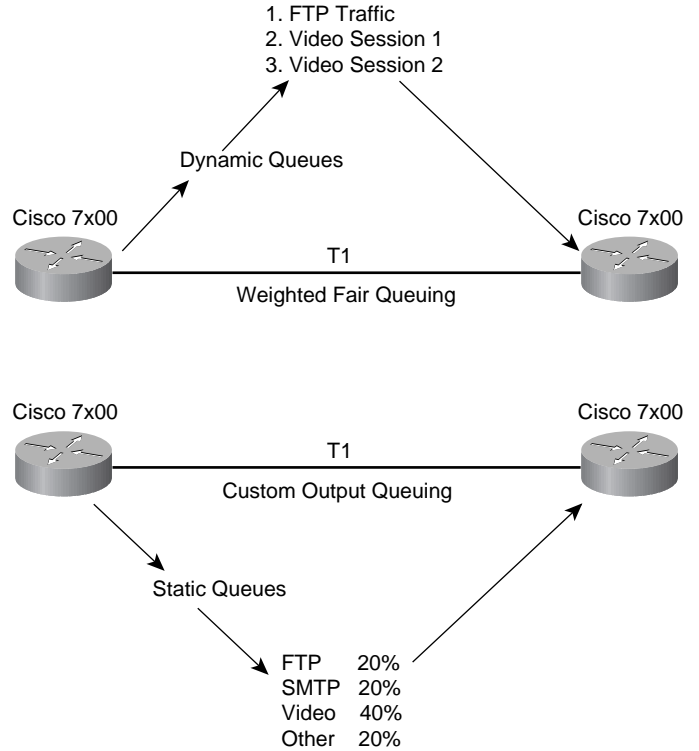 1. FTP Traffic
2. Video Session 1
3. Video Session 2
Dynamic Queues
Cisco 7x00
Cisco 7x00
T1
Weighted Fair Queuing
Cisco 7x00
Cisco 7x00
T1
Custom Output Queuing
Static Queues
FTP 20%
SMTP 20%
Video 40%
Other 20%